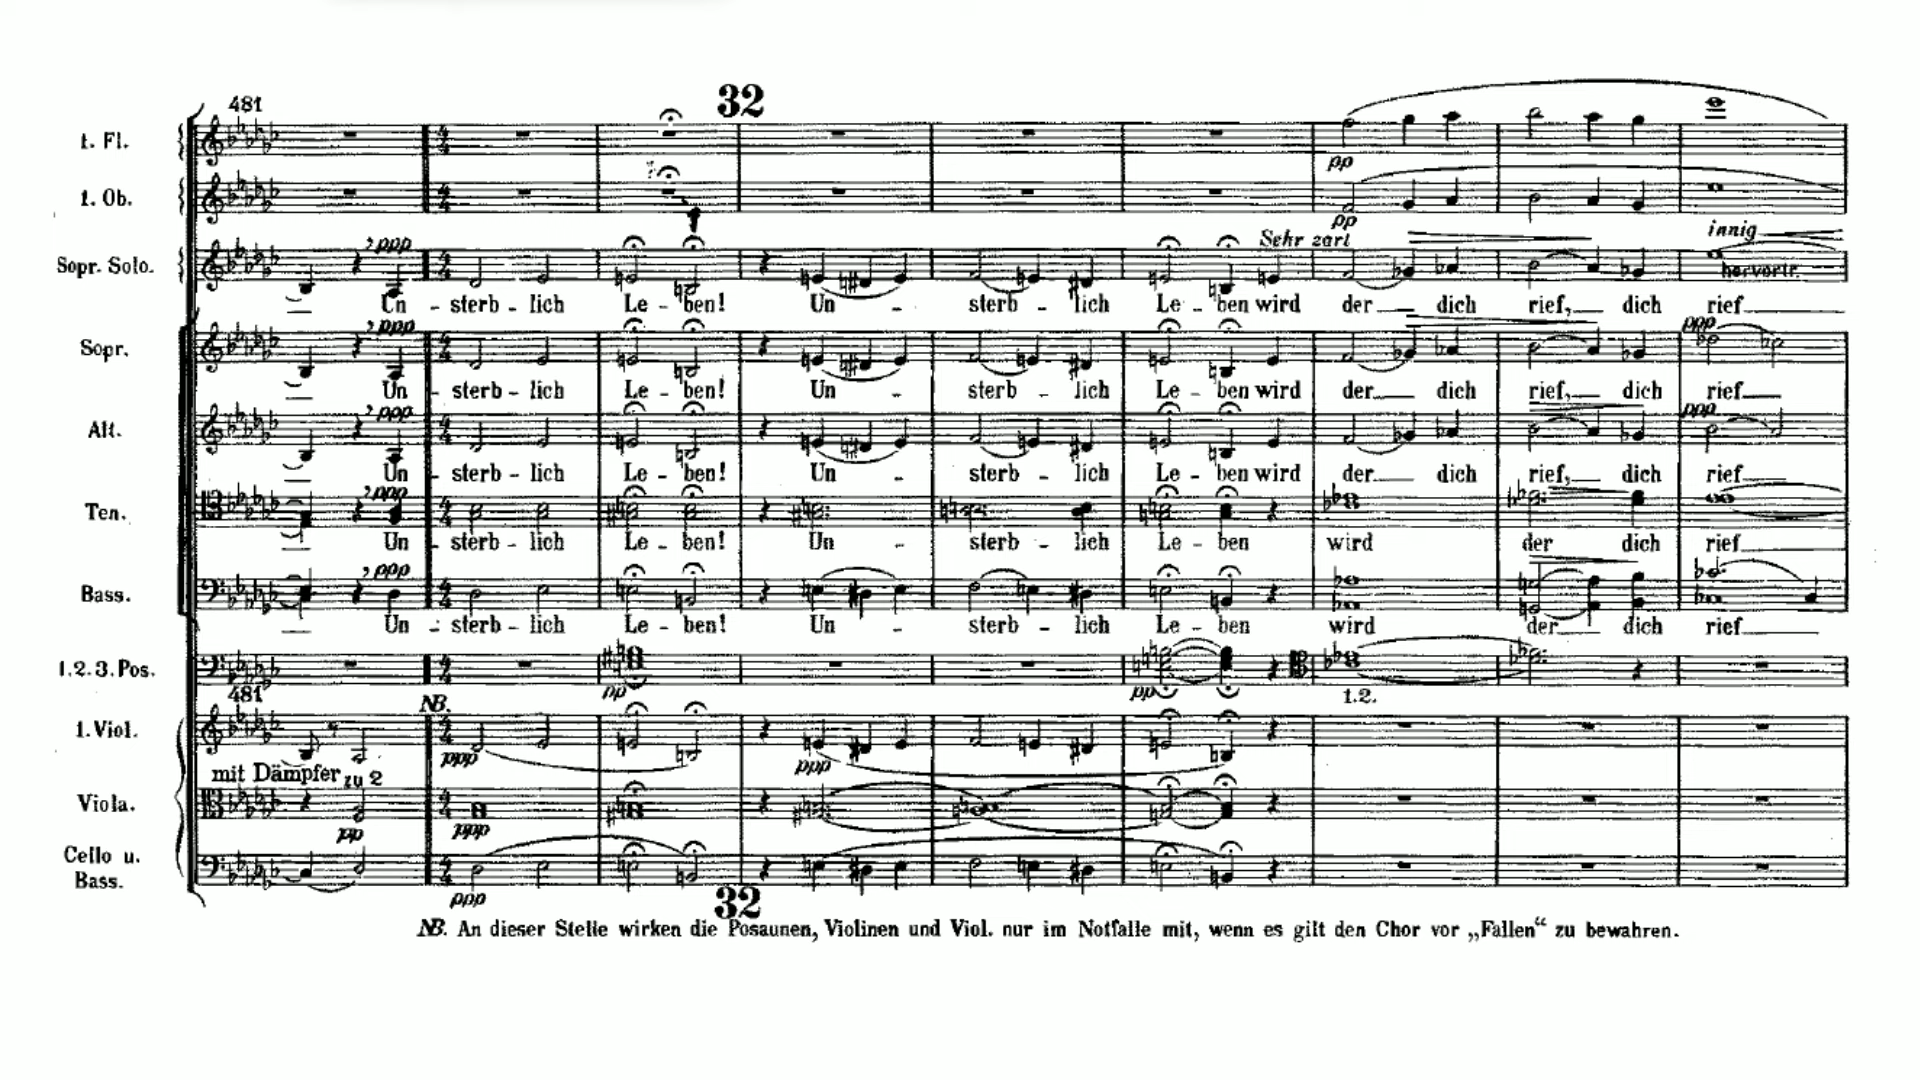 32
481
1. Fl.
pp
?
1. Ob.
pp
Sehr zart
innig
ppp
Sopr. Solo.
hervortr.
Un - sterb - lich Le - ben! Un - sterb - lich Le - ben wird der dich rief, dich rief
ppp
ppp
Sopr.
Un - sterb - lich Le - ben! Un - sterb - lich Le - ben wird der dich rief, dich rief
ppp
ppp
Alt.
Un - sterb - lich Le - ben! Un - sterb - lich Le - ben wird der dich rief, dich rief
ppp
Ten.
Un - sterb - lich Le - ben! Un - sterb - lich Le - ben wird der dich rief
ppp
Bass.
Un - sterb - lich Le - ben! Un - sterb - lich Le - ben wird der dich rief
1.2.3. Pos.
481
pp
pp
1.2.
NB.
1. Viol.
ppp
ppp
mit Dämpfer zu 2
Viola.
pp
ppp
Cello u.
Bass.
ppp
32
NB. An dieser Stelle wirken die Posaunen, Violinen und Viol. nur im Notfalle mit, wenn es gilt den Chor vor „Fallen“ zu bewahren.